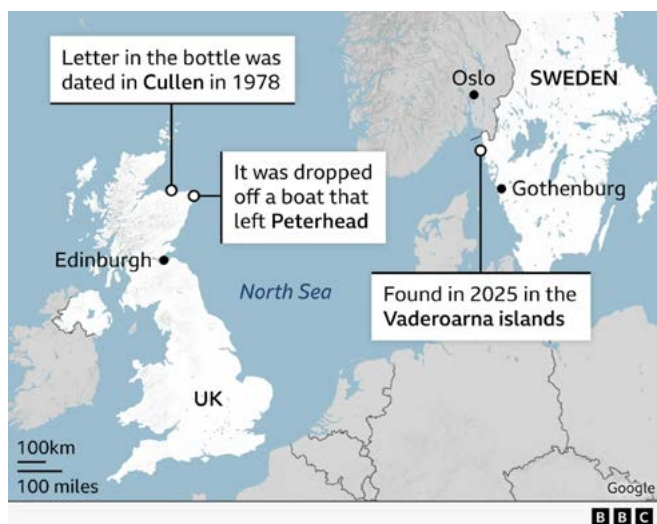 Letter in the bottle was
dated in Cullen in 1978
Oslo
SWEDEN
It was dropped
off a boat that
left Peterhead
Gothenburg
Edinburgh
North Sea
Found in 2025 in the
Vaderoarna islands
UK
100km
100 miles
Google
BBC